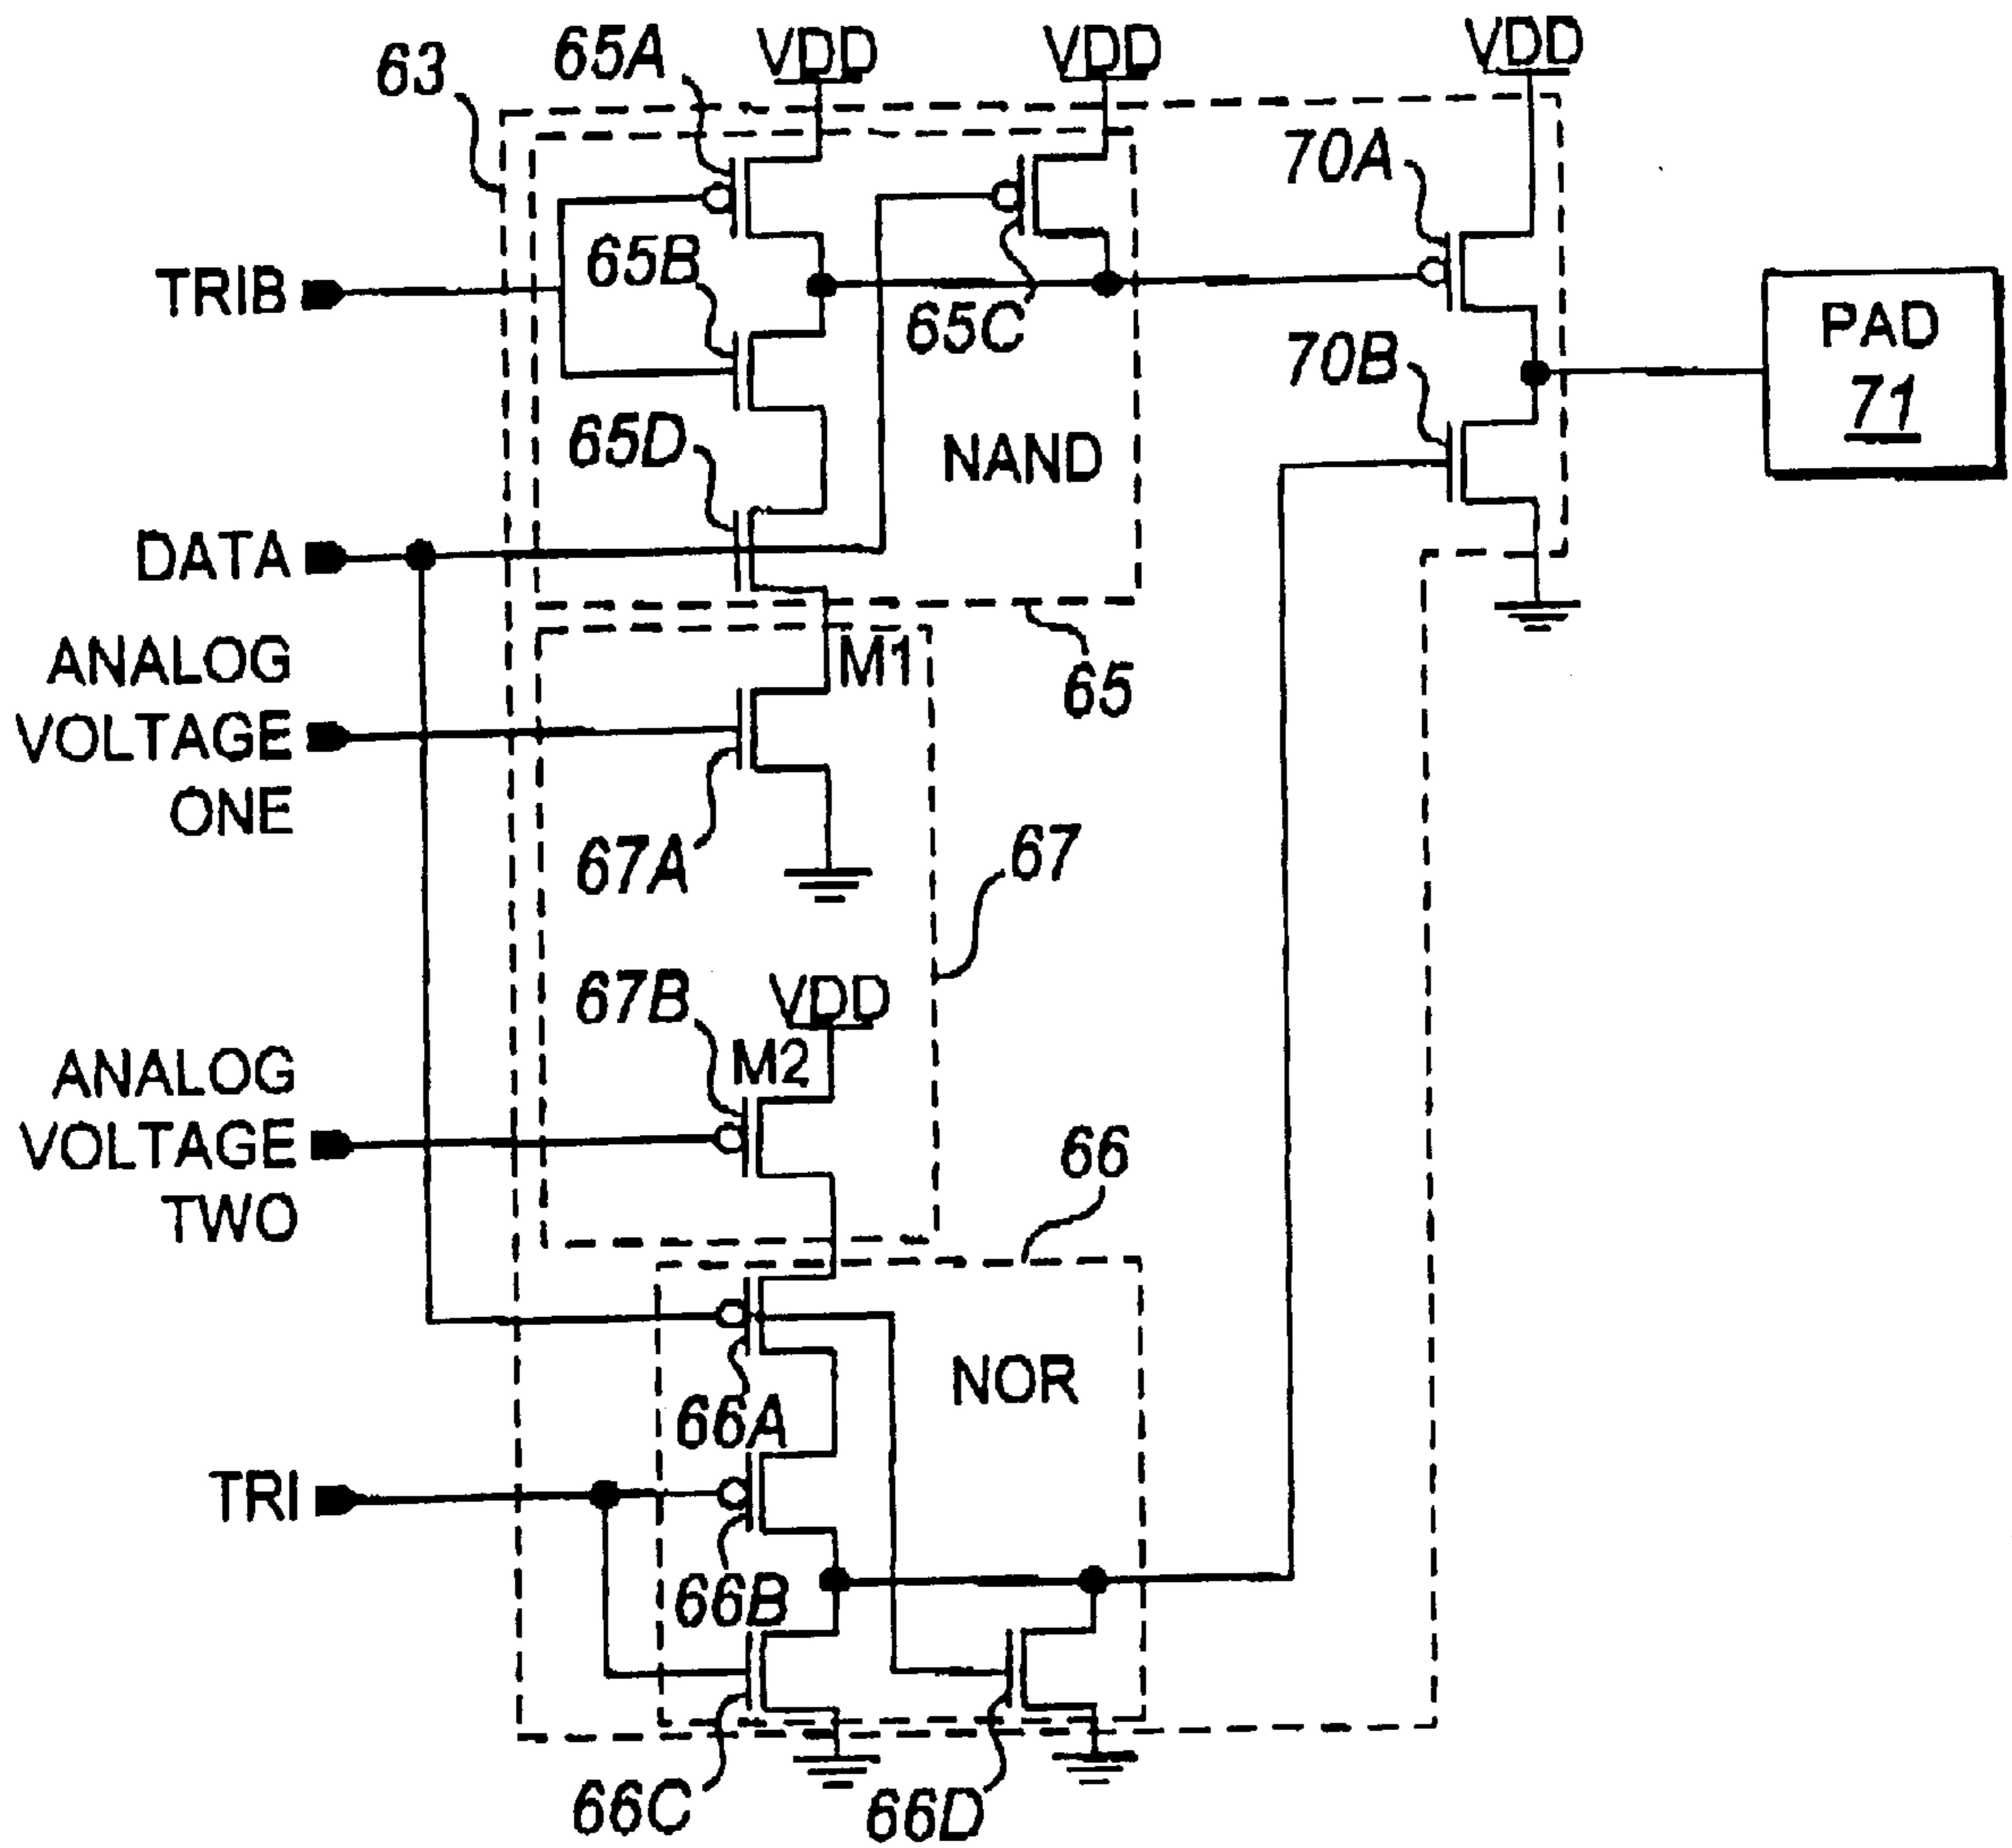 63
65A
VDD
VDD
VDD
70A
65B
TRIB
65C
70B
PAD
71
65D
NAND
DATA
M1
65
ANALOG
VOLTAGE
ONE
67A
67
67B
VDD
M2
ANALOG
VOLTAGE
TWO
66
66A
NOR
TRI
66B
66C
66D